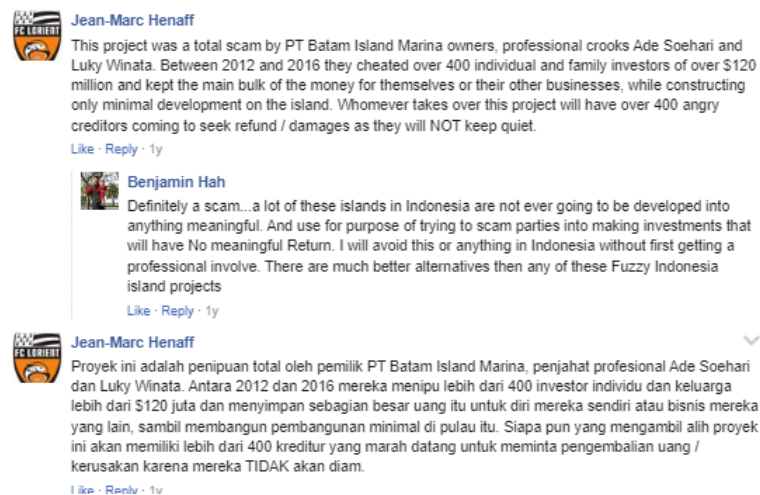 FC LORIENT
Jean-Marc Henaff
This project was a total scam by PT Batam Island Marina owners, professional crooks Ade Soehari and
Luky Winata. Between 2012 and 2016 they cheated over 400 individual and family investors of over $120
million and kept the main bulk of the money for themselves or their other businesses, while constructing
only minimal development on the island. Whomever takes over this project will have over 400 angry
creditors coming to seek refund / damages as they will NOT keep quiet.
Like · Reply · 1y
Benjamin Hah
Definitely a scam...a lot of these islands in Indonesia are not ever going to be developed into
anything meaningful. And use for purpose of trying to scam parties into making investments that
will have No meaningful Return. I will avoid this or anything in Indonesia without first getting a
professional involve. There are much better alternatives then any of these Fuzzy Indonesia
island projects
Like · Reply · 1y
FC LORIENT
Jean-Marc Henaff
Proyek ini adalah penipuan total oleh pemilik PT Batam Island Marina, penjahat profesional Ade Soehari
dan Luky Winata. Antara 2012 dan 2016 mereka menipu lebih dari 400 investor individu dan keluarga
lebih dari $120 juta dan menyimpan sebagian besar uang itu untuk diri mereka sendiri atau bisnis mereka
yang lain, sambil membangun pembangunan minimal di pulau itu. Siapa pun yang mengambil alih proyek
ini akan memiliki lebih dari 400 kreditur yang marah datang untuk meminta pengembalian uang /
kerusakan karena mereka TIDAK akan diam.
Like · Reply · 1y